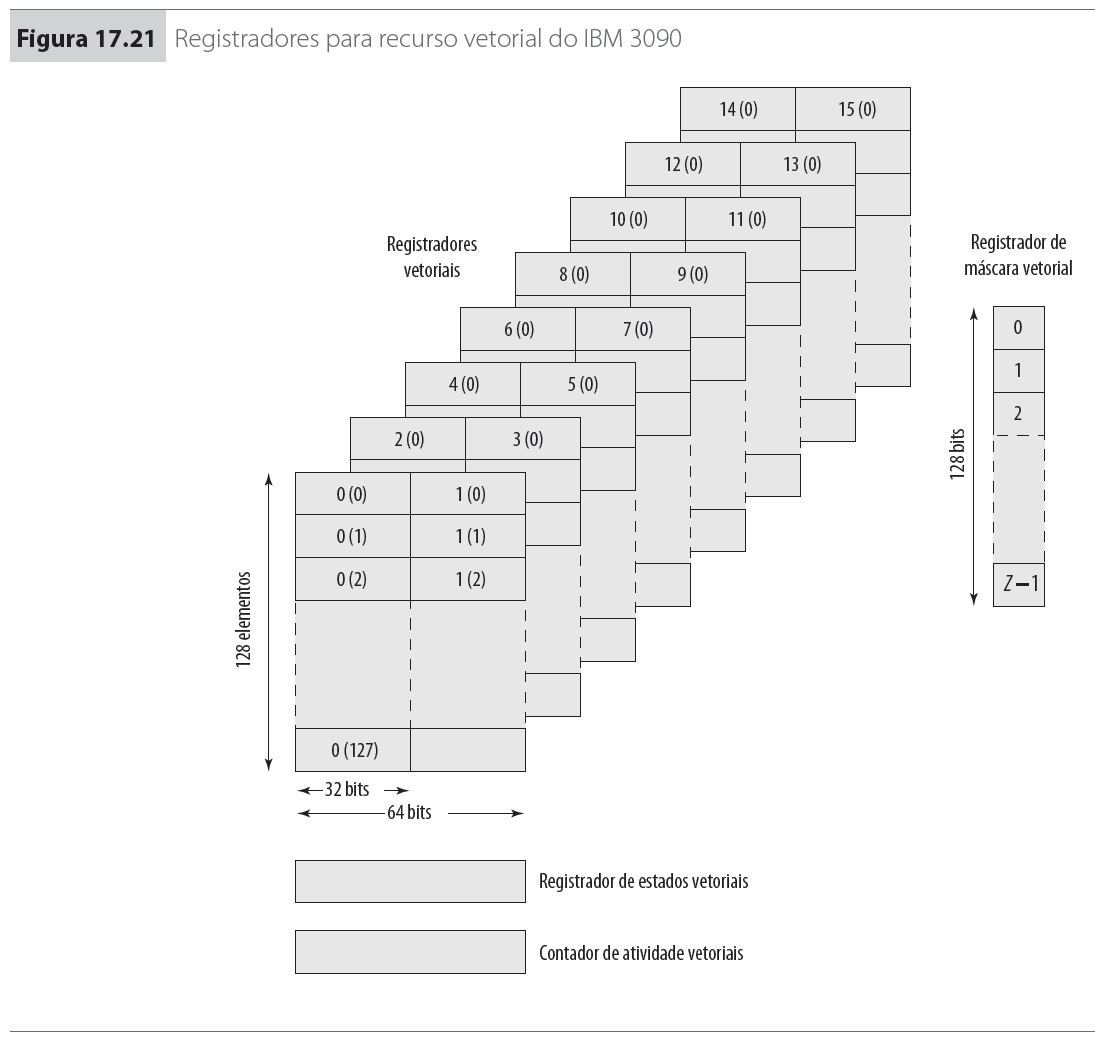 Figura 17.21 Registradores para recurso vetorial do IBM 3090
14 (0) 15 (0)
12 (0) 13 (0)
10 (0) 11 (0)
Registradores
vetoriais
8 (0) 9 (0)
6 (0) 7 (0)
4 (0) 5 (0)
2 (0) 3 (0)
0 (0) 1 (0)
0 (1) 1 (1)
0 (2) 1 (2)
128 elementos
0 (127)
32 bits
64 bits
Registrador de
máscara vetorial
0
1
2
128 bits
Z – 1
Registrador de estados vetoriais
Contador de atividade vetoriais